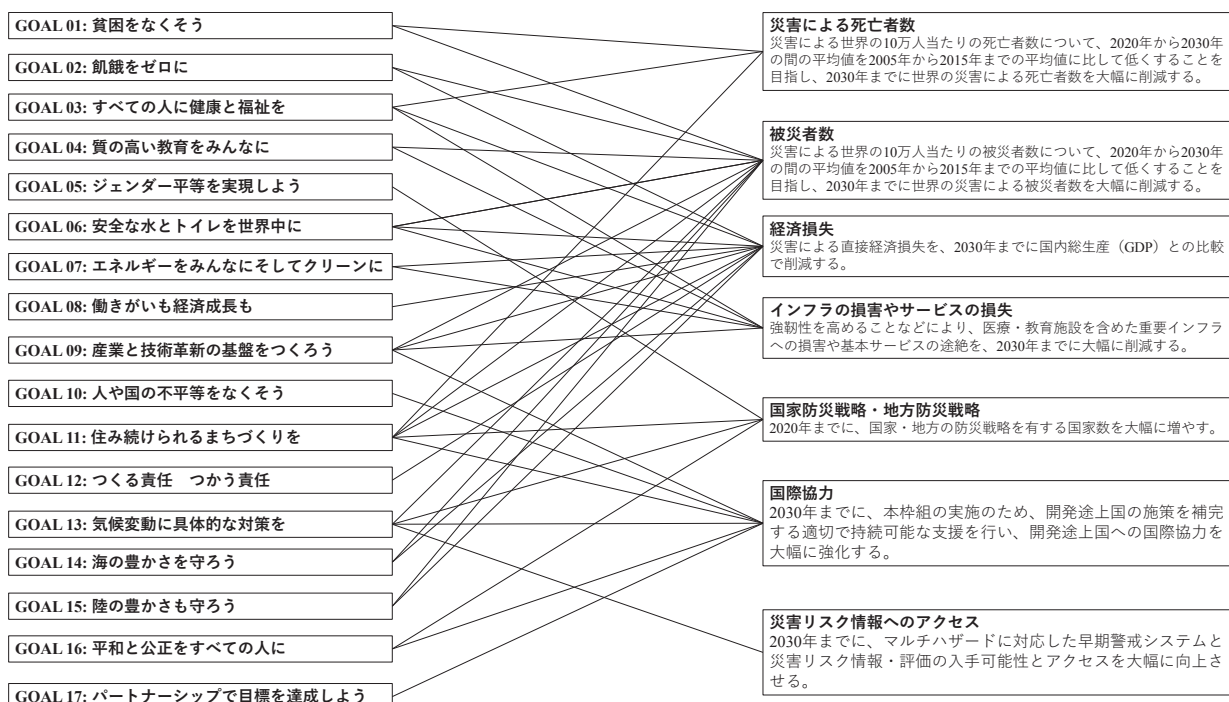 GOAL 01: 貧困をなくそう
GOAL 02: 飢餓をゼロに
GOAL 03: すべての人に健康と福祉を
GOAL 04: 質の高い教育をみんなに
GOAL 05: ジェンダー平等を実現しよう
GOAL 06: 安全な水とトイレを世界中に
GOAL 07: エネルギーをみんなにそしてクリーンに
GOAL 08: 働きがいも経済成長も
GOAL 09: 産業と技術革新の基盤をつくろう
GOAL 10: 人や国の不平等をなくそう
GOAL 11: 住み続けられるまちづくりを
GOAL 12: つくる責任　つかう責任
GOAL 13: 気候変動に具体的な対策を
GOAL 14: 海の豊かさを守ろう
GOAL 15: 陸の豊かさも守ろう
GOAL 16: 平和と公正をすべての人に
GOAL 17: パートナーシップで目標を達成しよう
災害による死亡者数
災害による世界の10万人当たりの死亡者数について、2020年から2030年
の間の平均値を2005年から2015年までの平均値に比して低くすることを
目指し、2030年までに世界の災害による死亡者数を大幅に削減する。
被災者数
災害による世界の10万人当たりの被災者数について、2020年から2030年
の間の平均値を2005年から2015年までの平均値に比して低くすることを
目指し、2030年までに世界の災害による被災者数を大幅に削減する。
経済損失
災害による直接経済損失を、2030年までに国内総生産（GDP）との比較
で削減する。
インフラの損害やサービスの損失
強靭性を高めることなどにより、医療・教育施設を含めた重要インフラ
への損害や基本サービスの途絶を、2030年までに大幅に削減する。
国家防災戦略・地方防災戦略
2020年までに、国家・地方の防災戦略を有する国家数を大幅に増やす。
国際協力
2030年までに、本枠組の実施のため、開発途上国の施策を補完
する適切で持続可能な支援を行い、開発途上国への国際協力を
大幅に強化する。
災害リスク情報へのアクセス
2030年までに、マルチハザードに対応した早期警戒システムと
災害リスク情報・評価の入手可能性とアクセスを大幅に向上さ
せる。